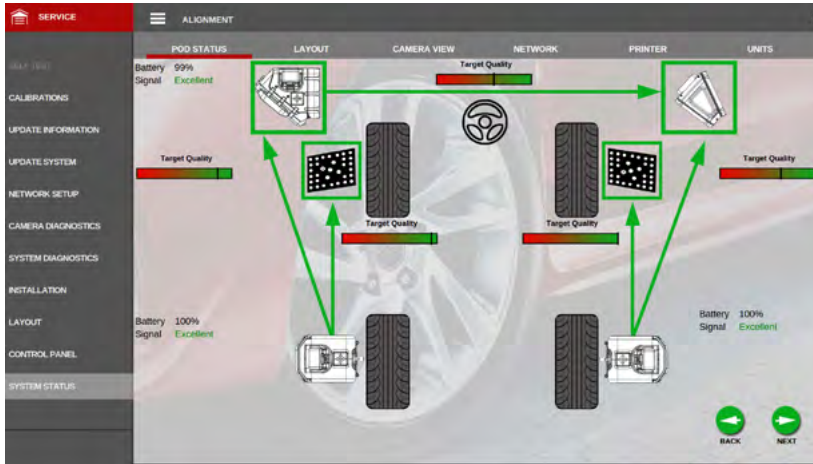 SERVICE
ALIGNMENT
POD STATUS
LAYOUT
CAMERA VIEW
NETWORK
PRINTER
UNITS
SELF TEST
CALIBRATIONS
UPDATE INFORMATION
UPDATE SYSTEM
NETWORK SETUP
CAMERA DIAGNOSTICS
SYSTEM DIAGNOSTICS
INSTALLATION
LAYOUT
CONTROL PANEL
SYSTEM STATUS
Battery 99%
Signal Excellent
Target Quality
Target Quality
Target Quality
Target Quality
Target Quality
Battery 100%
Signal Excellent
Battery 100%
Signal Excellent
BACK
NEXT